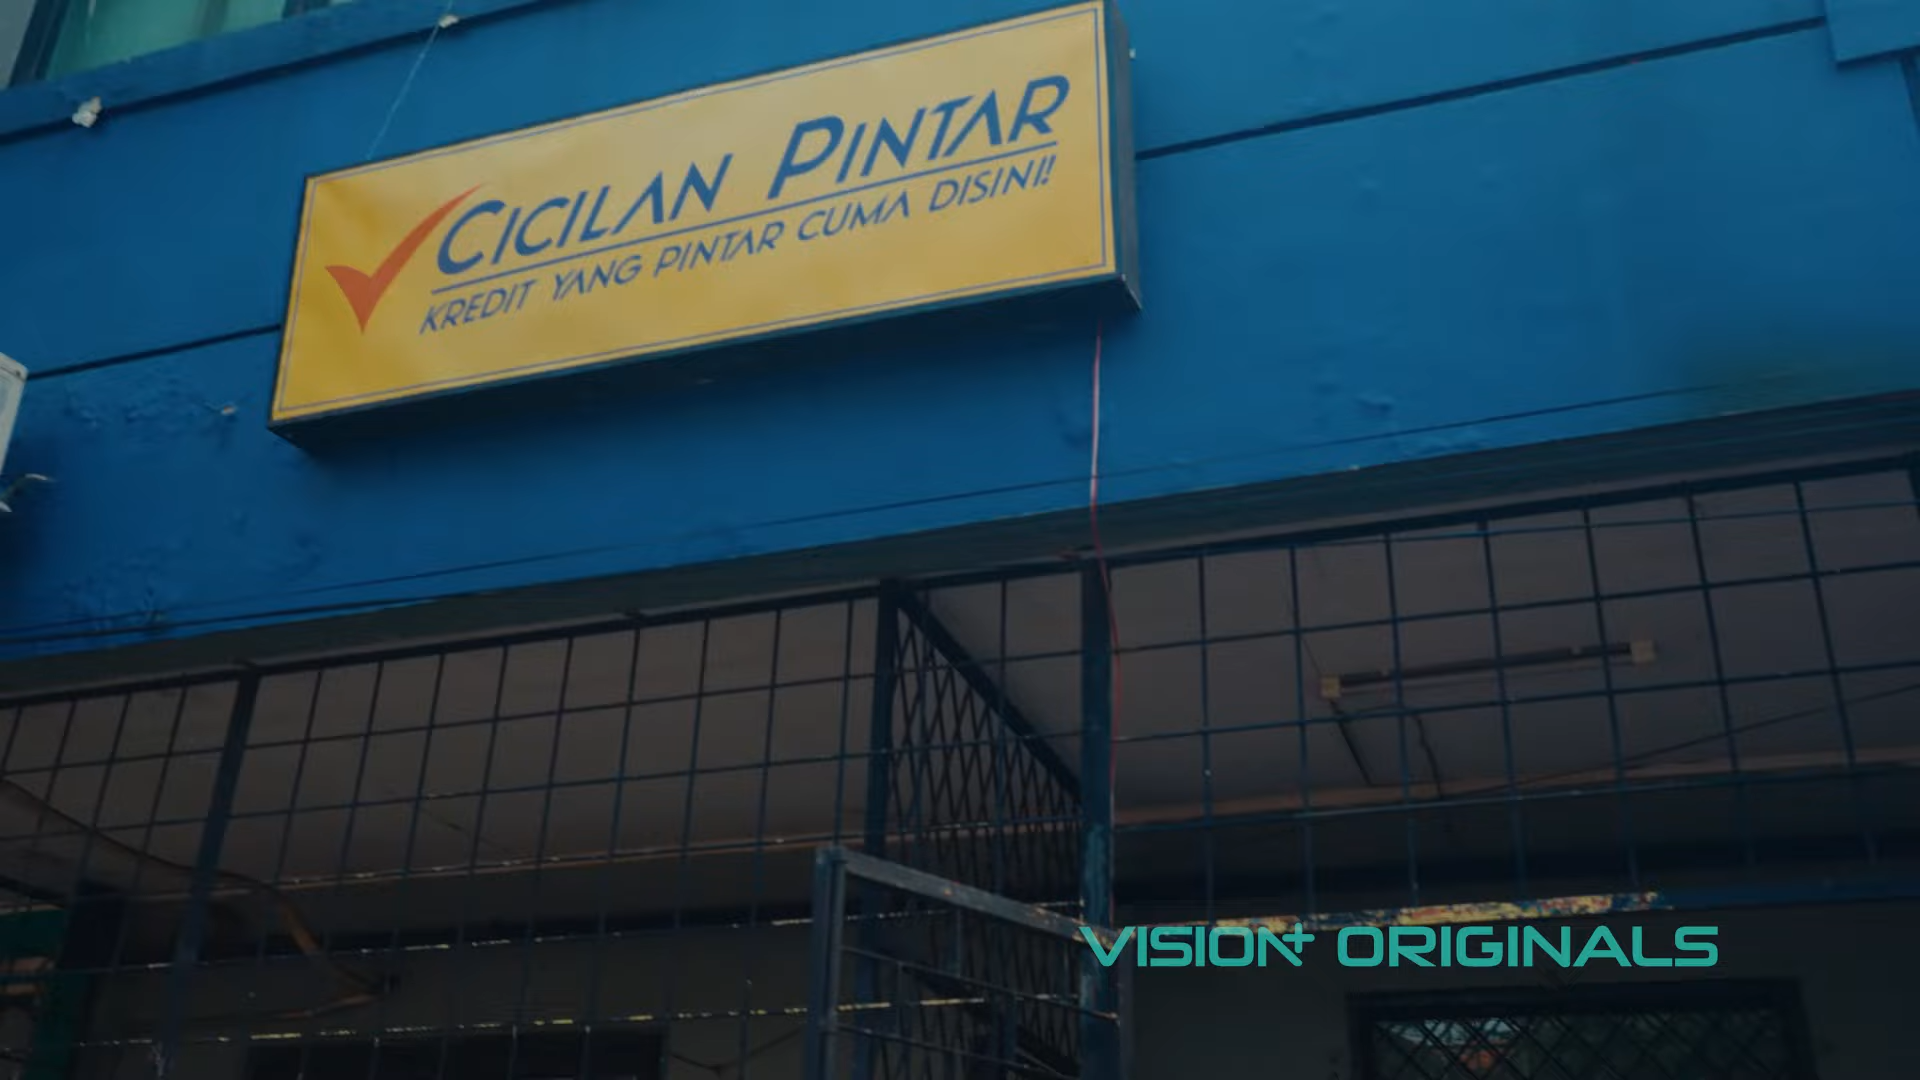 CICILAN PINTAR
KREDIT YANG PINTAR CUMA DISINI!!
VISION+ ORIGINALS